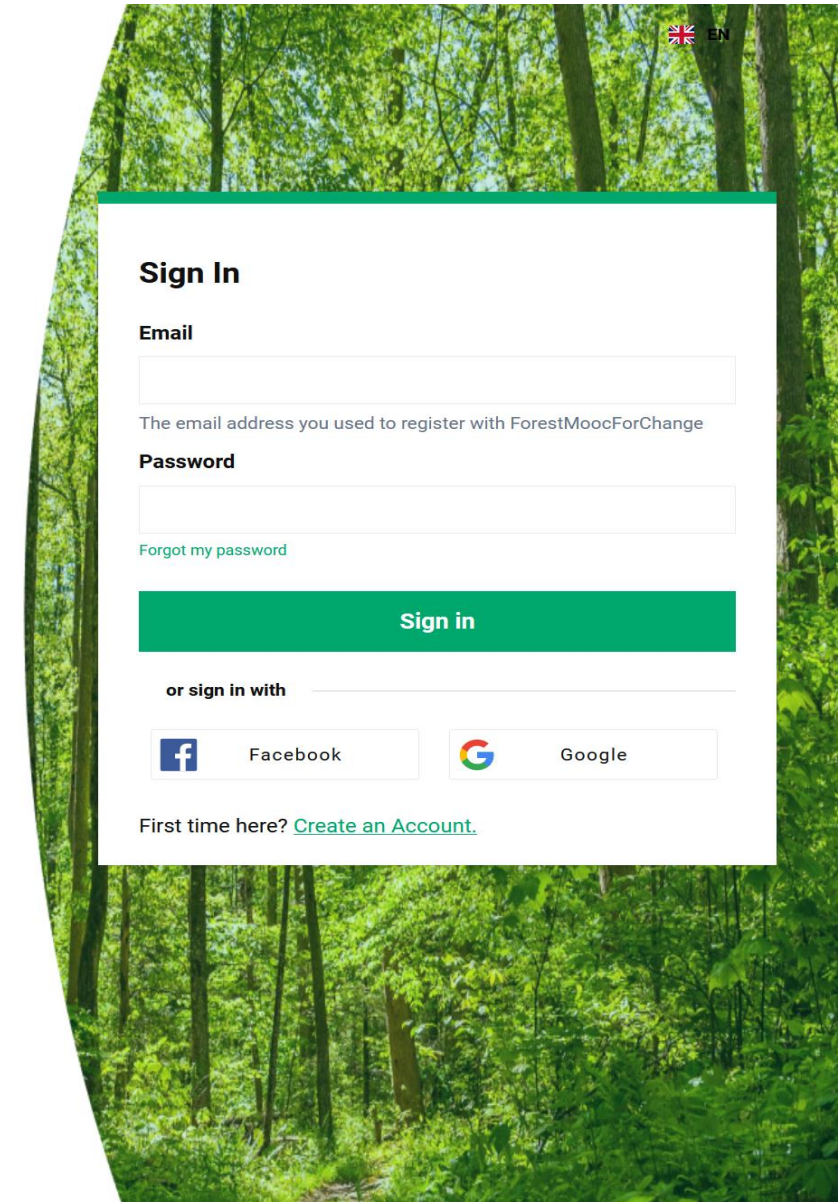 EN
Sign In
Email
The email address you used to register with ForestMoocForChange
Password
Forgot my password
Sign in
or sign in with
Facebook
Google
First time here? Create an Account.